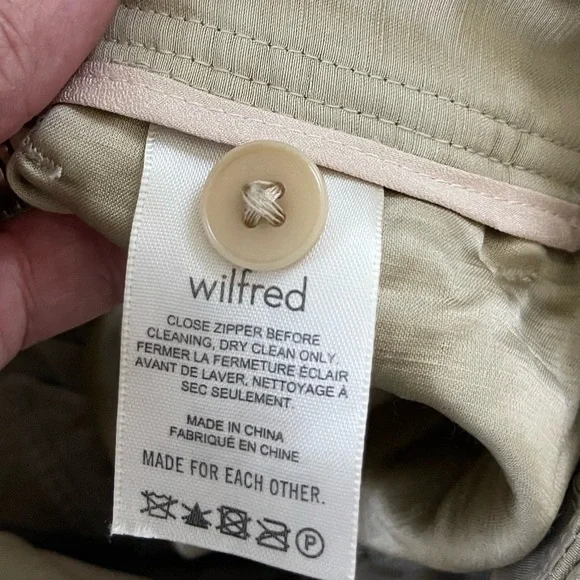 wilfred
CLOSE ZIPPER BEFORE
CLEANING, DRY CLEAN ONLY.
FERMER LA FERMETURE ÉCLAIR
AVANT DE LAVER, NETTOYAGE À
SEC SEULEMENT.
MADE IN CHINA
FABRIQUÉ EN CHINE
MADE FOR EACH OTHER.
P